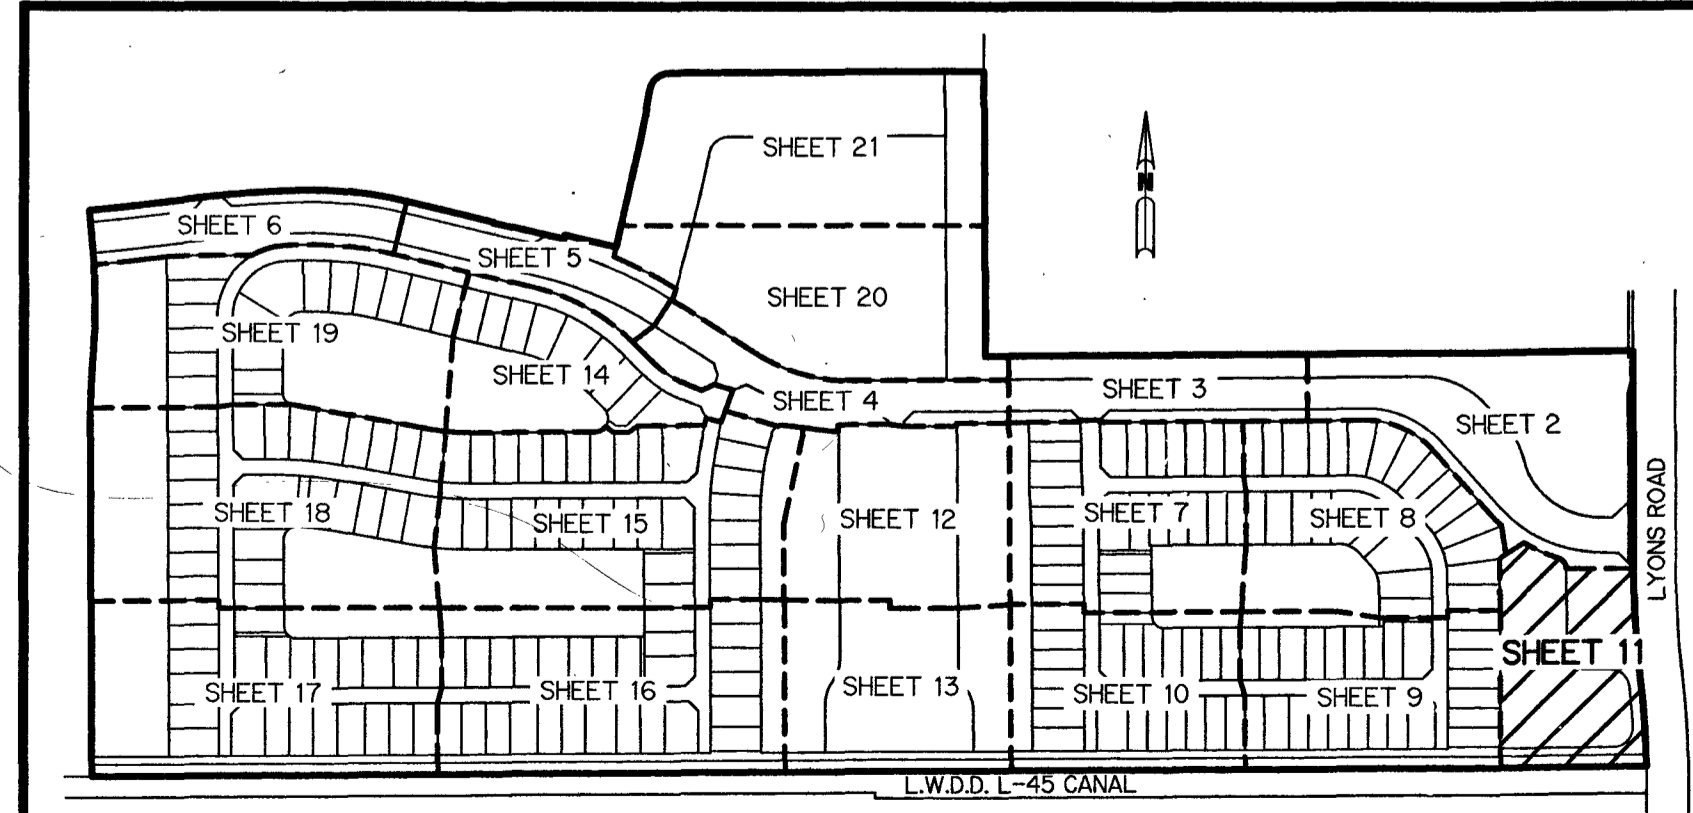 SHEET 21
N
SHEET 6
SHEET 5
SHEET 20
SHEET 19
SHEET 14
SHEET 4
SHEET 3
SHEET 2
SHEET 18
SHEET 15
SHEET 12
SHEET 7
SHEET 8
LYONS ROAD
SHEET 11
SHEET 17
SHEET 16
SHEET 13
SHEET 10
SHEET 9
L.W.D.D. L-45 CANAL